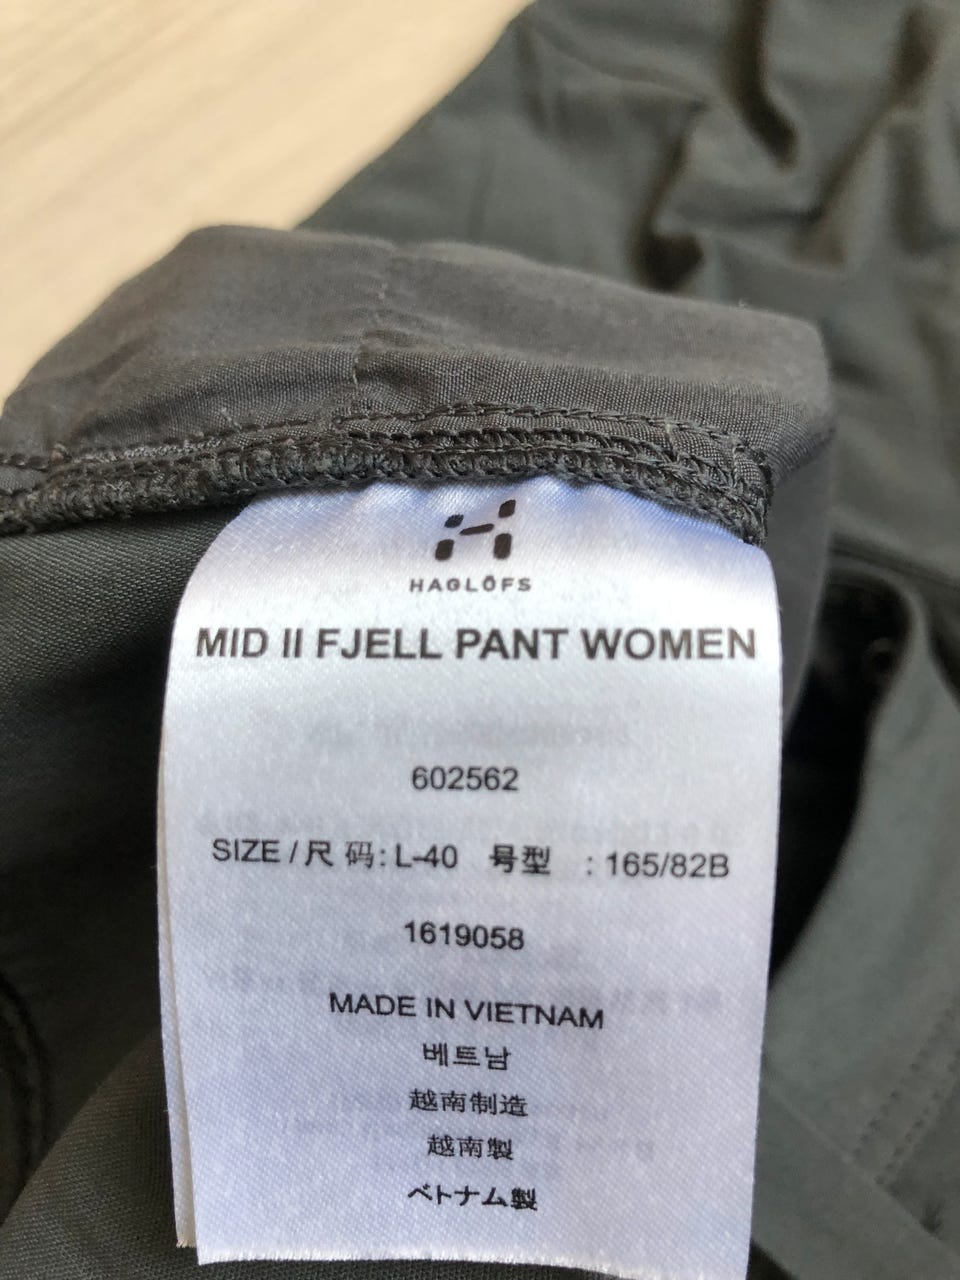 HAGLÖFS
MID II FJELL PANT WOMEN
602562
SIZE / 尺 码: L-40 号型 : 165/82B
1619058
MADE IN VIETNAM
베트남
越南制造
越南製
ベトナム製